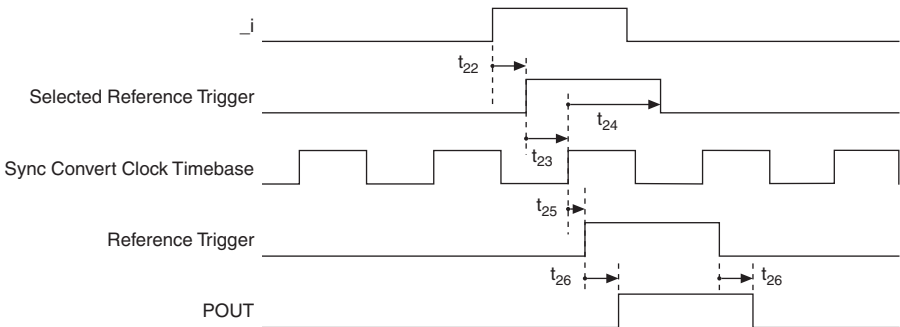 _i
t22
Selected Reference Trigger
t24
t23
Sync Convert Clock Timebase
t25
Reference Trigger
t26 t26
POUT